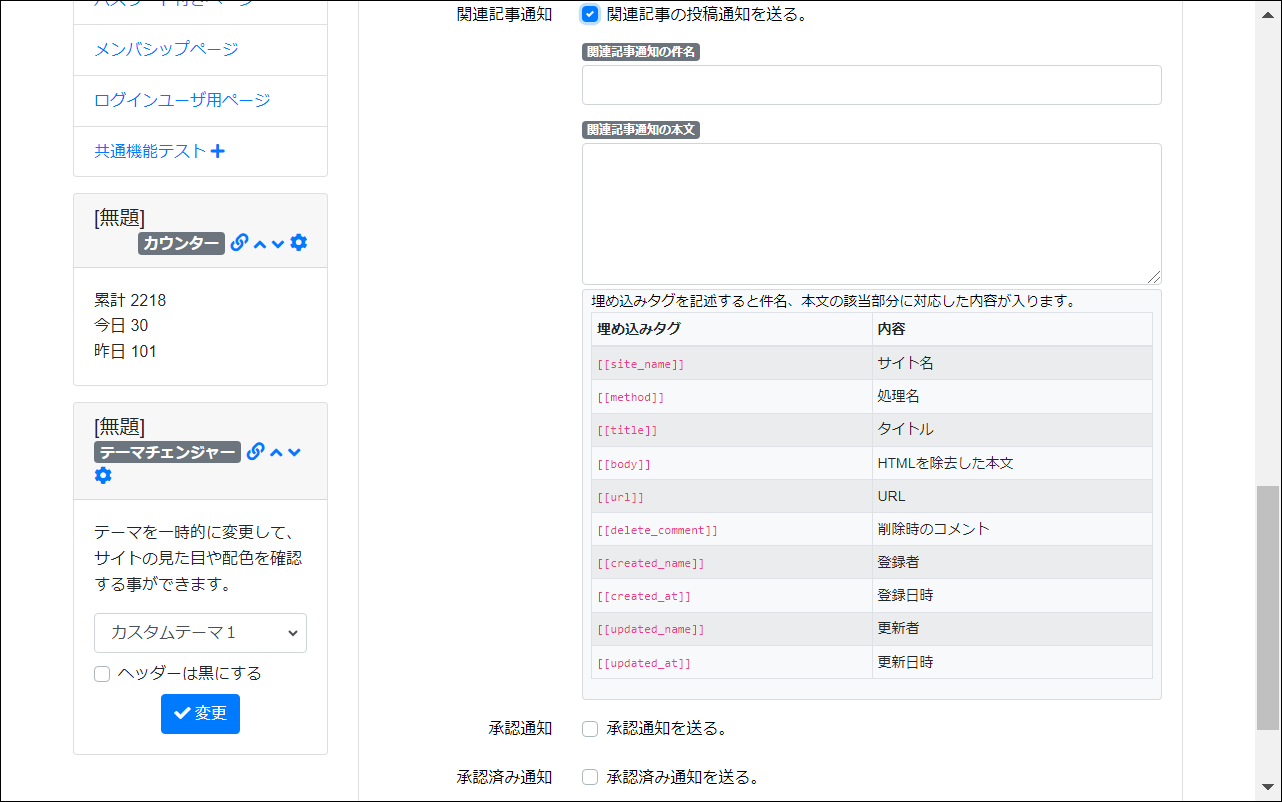 メンバシップページ
ログインユーザ用ページ
共通機能テスト
[無題]
カウンター
累計 2218
今日 30
昨日 101
[無題]
テーマチェンジャー
テーマを一時的に変更して、
サイトの見た目や配色を確認
する事ができます。
カスタムテーマ1
ヘッダーは黒にする
変更
関連記事通知 関連記事の投稿通知を送る。
関連記事通知の件名
関連記事通知の本文
埋め込みタグを記述すると件名、本文の該当部分に対応した内容が入ります。
埋め込みタグ 内容
[[site_name]] サイト名
[[method]] 処理名
[[title]] タイトル
[[body]] HTMLを除去した本文
[[url]] URL
[[delete_comment]] 削除時のコメント
[[created_name]] 登録者
[[created_at]] 登録日時
[[updated_name]] 更新者
[[updated_at]] 更新日時
承認通知 承認通知を送る。
承認済み通知 承認済み通知を送る。